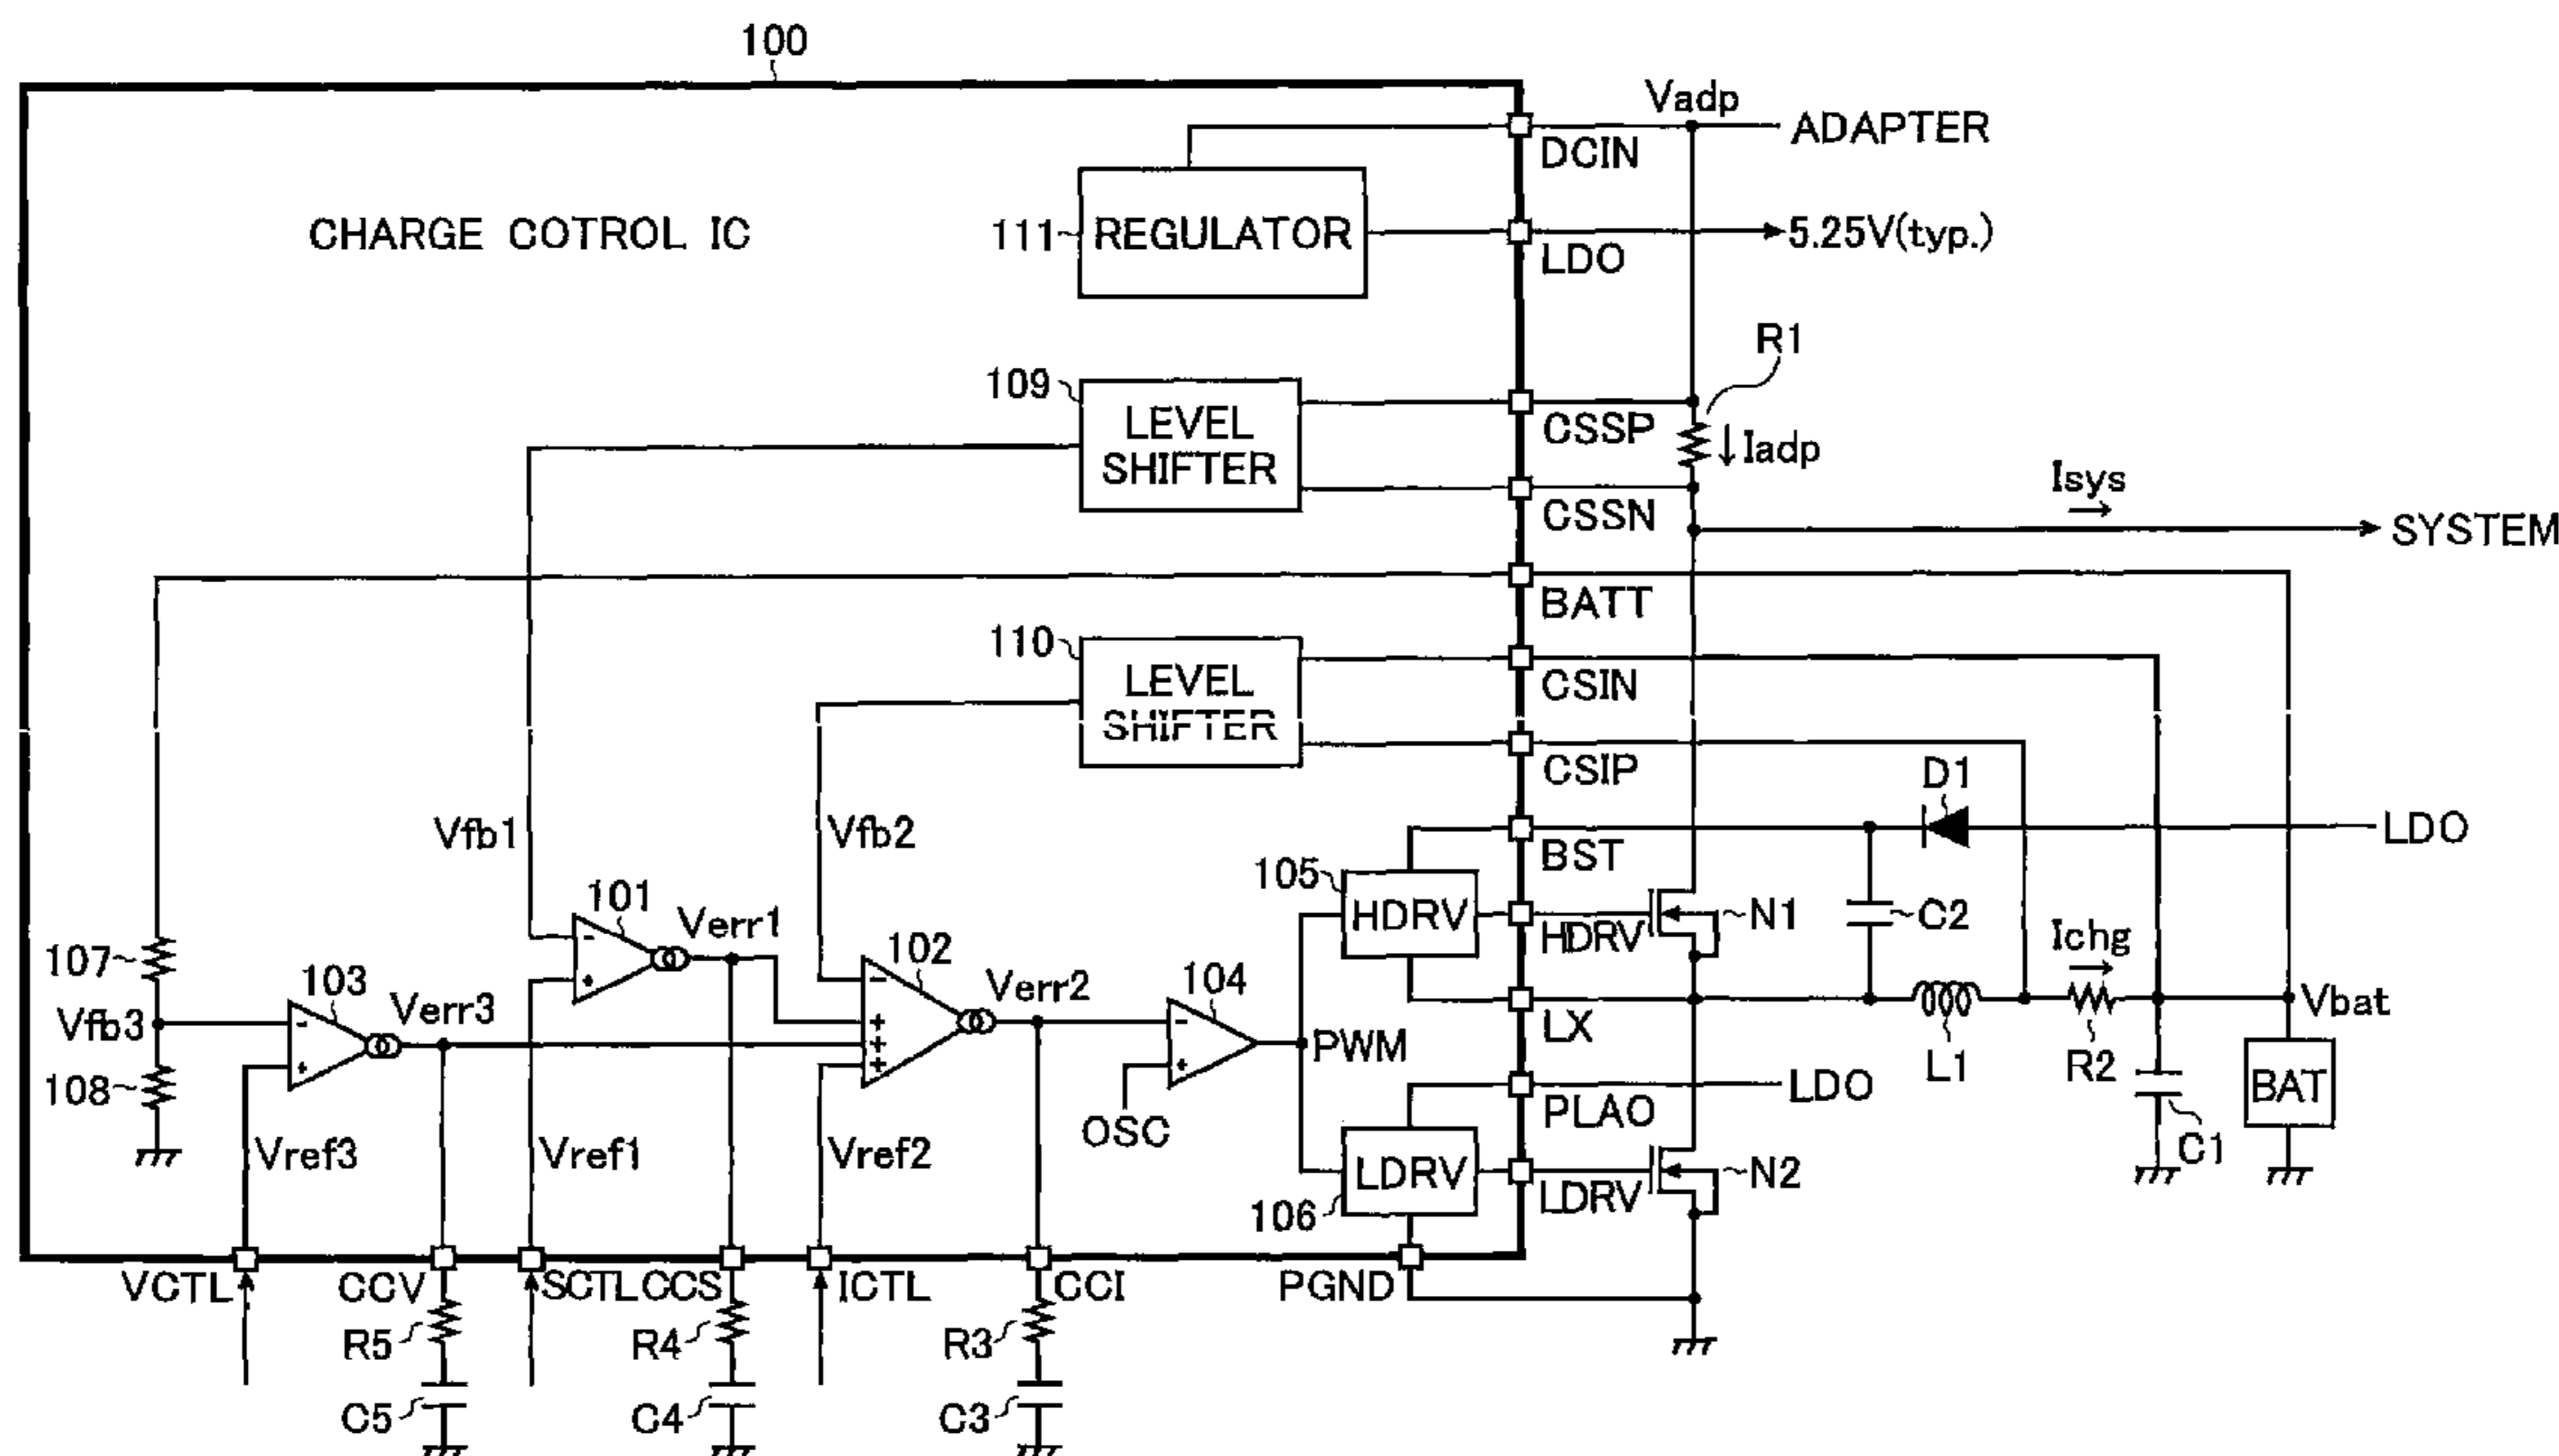 100
Vadp
ADAPTER
DCIN
CHARGE COTROL IC
111
REGULATOR
5.25V(typ.)
LDO
R1
109
LEVEL
SHIFTER
CSSP
Iadp
CSSN
Isys
SYSTEM
BATT
110
LEVEL
SHIFTER
CSIN
CSIP
D1
Vfb1
Vfb2
BST
LDO
101
105
HDRV
HDRV
N1
C2
Verr1
102
107
103
Verr3
Verr2
104
Ichg
Vfb3
PWM
LX
L1
R2
Vbat
108
OSC
PLAO
LDO
BAT
Vref3
Vref1
Vref2
LDRV
LDRV
N2
C1
106
VCTL
CCV
SCTL
CCS
ICTL
CCI
PGND
R5
R4
R3
C5
C4
C3